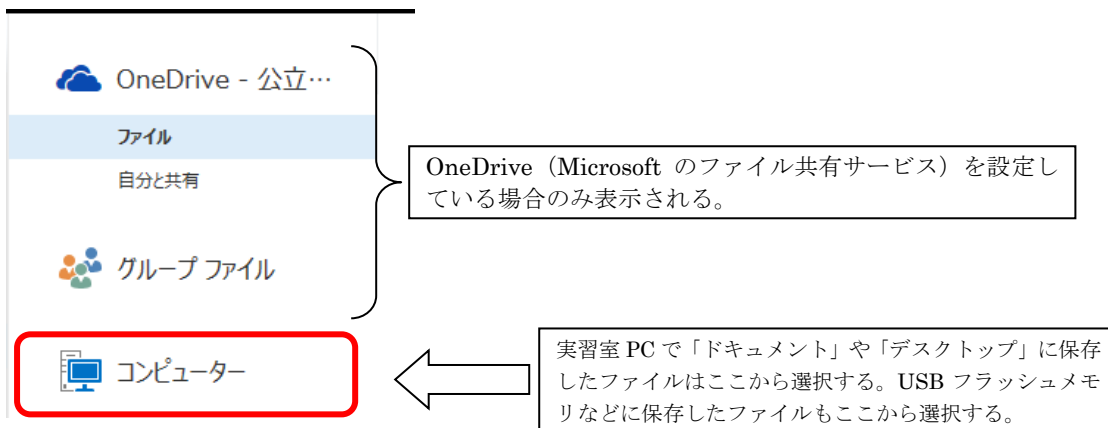 OneDrive - 公立…
ファイル
自分と共有
OneDrive（Microsoft のファイル共有サービス）を設定し
ている場合のみ表示される。
グループ ファイル
コンピューター
実習室 PC で「ドキュメント」や「デスクトップ」に保存
したファイルはここから選択する。USB フラッシュメモ
リなどに保存したファイルもここから選択する。